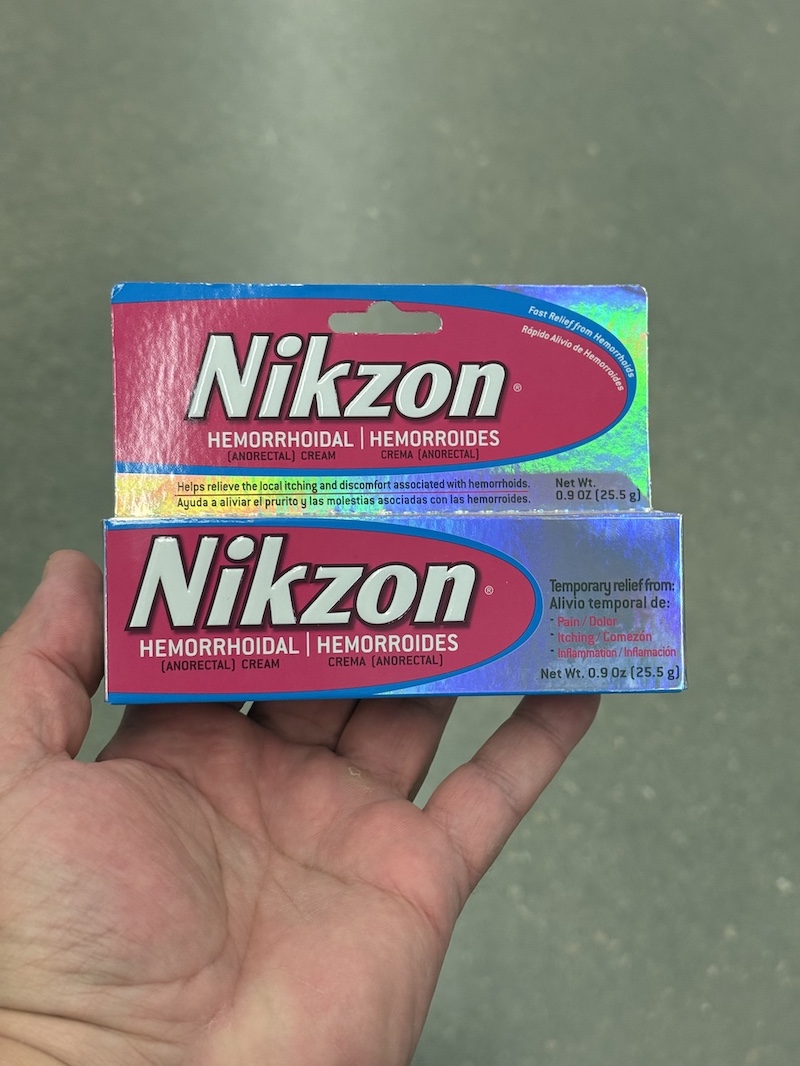 Fast Relief from Hemorrhoids
Rápido Alivio de Hemorroides
Nikzon®
HEMORRHOIDAL | HEMORROIDES
(ANORECTAL) CREAM CREMA (ANORECTAL)
Helps relieve the local itching and discomfort associated with hemorrhoids.
Ayuda a aliviar el prurito y las molestias asociadas con las hemorroides.
Net Wt.
0.9 OZ (25.5 g)
Nikzon®
HEMORRHOIDAL | HEMORROIDES
(ANORECTAL) CREAM CREMA (ANORECTAL)
Temporary relief from:
Alivio temporal de:
- Pain / Dolor
- Itching / Comezón
- Inflammation / Inflamación
Net Wt. 0.9 Oz (25.5 g)